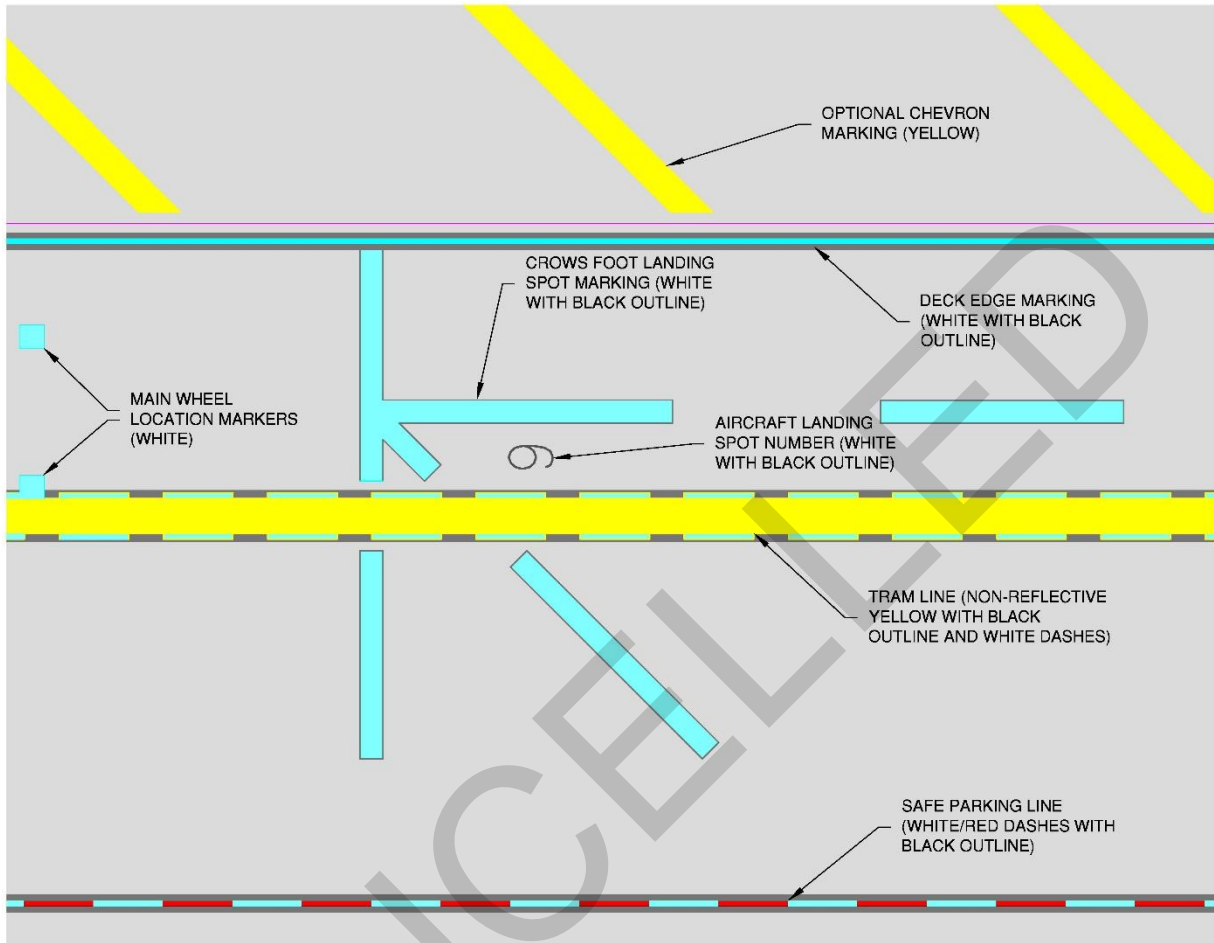 OPTIONAL CHEVRON
MARKING (YELLOW)
CROWS FOOT LANDING
SPOT MARKING (WHITE
WITH BLACK OUTLINE)
DECK EDGE MARKING
(WHITE WITH BLACK
OUTLINE)
MAIN WHEEL
LOCATION MARKERS
(WHITE)
AIRCRAFT LANDING
SPOT NUMBER (WHITE
WITH BLACK OUTLINE)
9
TRAM LINE (NON-REFLECTIVE
YELLOW WITH BLACK
OUTLINE AND WHITE DASHES)
SAFE PARKING LINE
(WHITE/RED DASHES WITH
BLACK OUTLINE)
NCELLED